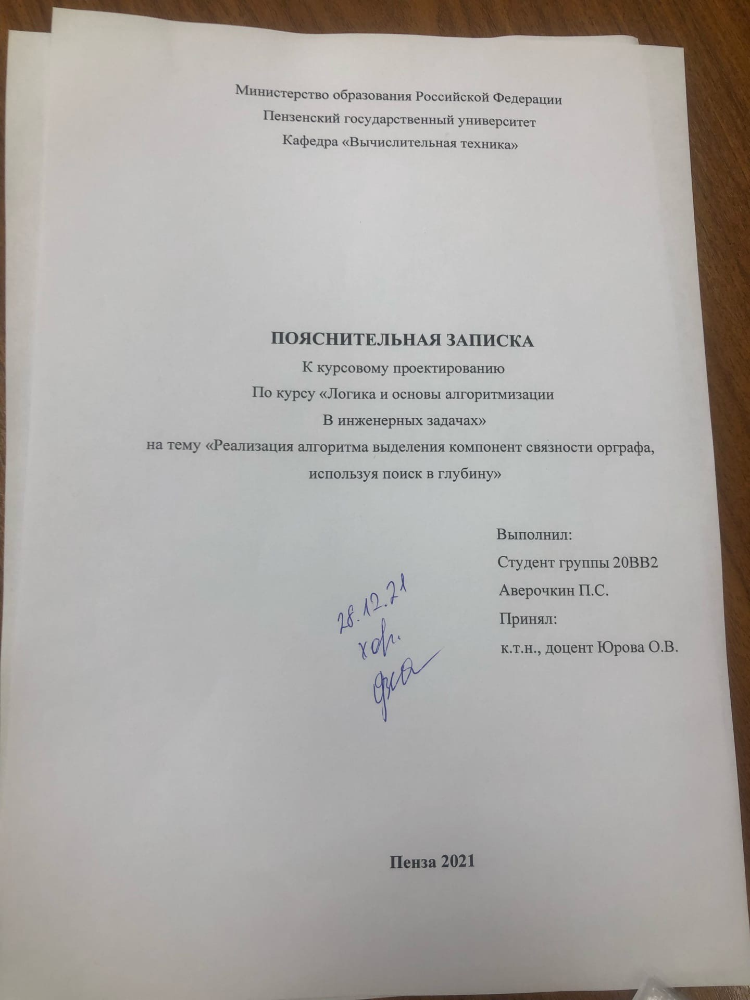 Министерство образования Российской Федерации
Пензенский государственный университет
Кафедра «Вычислительная техника»
ПОЯСНИТЕЛЬНАЯ ЗАПИСКА
К курсовому проектированию
По курсу «Логика и основы алгоритмизации
В инженерных задачах»
на тему «Реализация алгоритма выделения компонент связности орграфа,
используя поиск в глубину»
Выполнил:
Студент группы 20ВВ2
Аверочкин П.С.
Принял:
к.т.н., доцент Юрова О.В.
28.12.21
хор.
Пенза 2021